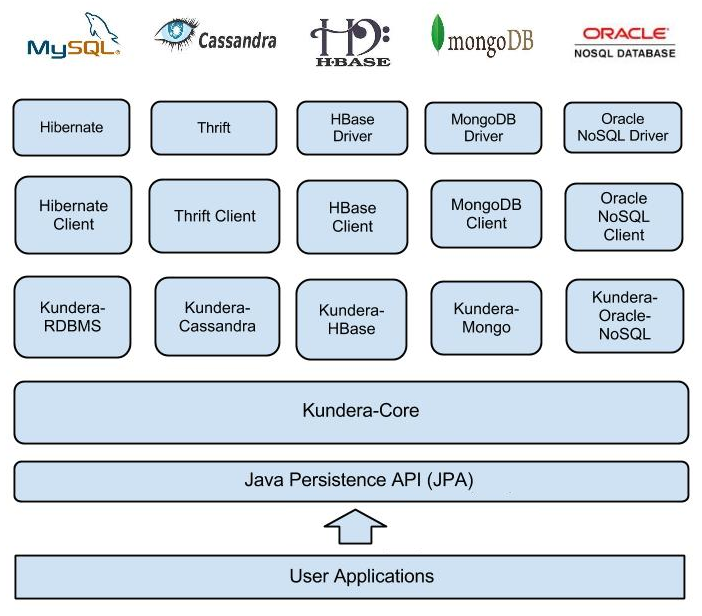 MySQL®
Cassandra
HBASE
mongoDB
ORACLE®
NOSQL DATABASE
Hibernate
Thrift
HBase
Driver
MongoDB
Driver
Oracle
NoSQL Driver
Hibernate
Client
Thrift Client
HBase
Client
MongoDB
Client
Oracle
NoSQL
Client
Kundera-
RDBMS
Kundera-
Cassandra
Kundera-
HBase
Kundera-
Mongo
Kundera-
Oracle-
NoSQL
Kundera-Core
Java Persistence API (JPA)
User Applications